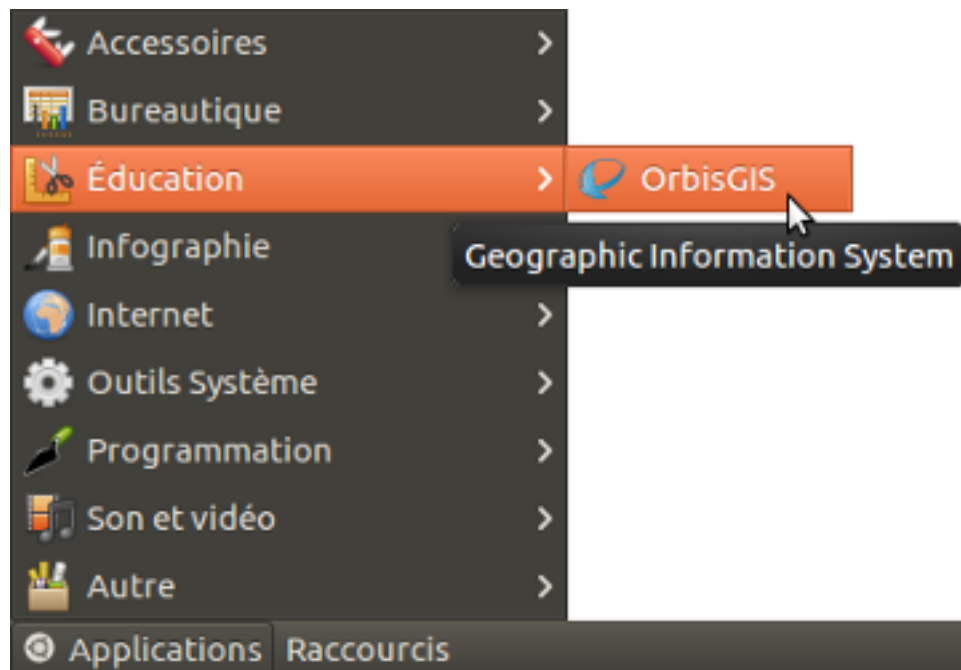 Accessoires
Bureautique
Éducation
OrbisGIS
Infographie
Geographic Information System
Internet
Outils Système
Programmation
Son et vidéo
Autre
Applications Raccourcis